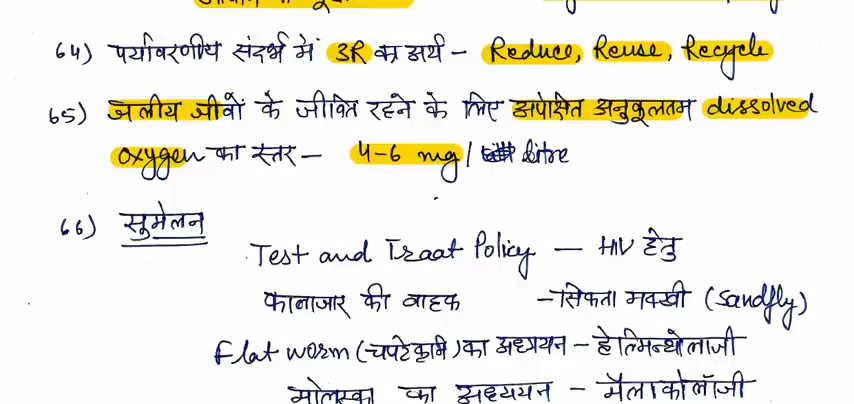 64) पर्यावरणीय संदर्भ में 3R का अर्थ - Reduce, Reuse, Recycle
65) जलीय जीवों के जीवित रहने के लिए अपेक्षित अनुकूलतम dissolved
oxygen का स्तर - 4-6 mg/ litre
66) सुमेलन
Test and Traat Policy - HIV हेतु
कालाजार की वाहक - सिकता मक्खी (Sandfly)
Flat worm (चपटे कृमि) का अध्ययन - हेल्मिन्थोलाजी
मोलस्का का अध्ययन - मैलाकोलॉजी